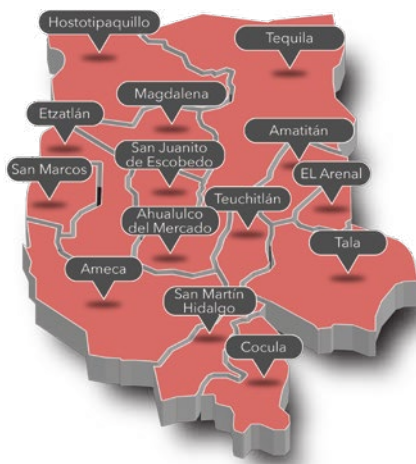 Hostotipaquillo
Tequila
Magdalena
Etzatlán
Amatitán
San Juanito
de Escobedo
San Marcos
EL Arenal
Teuchitlán
Ahualulco
del Mercado
Tala
Ameca
San Martín
Hidalgo
Cocula